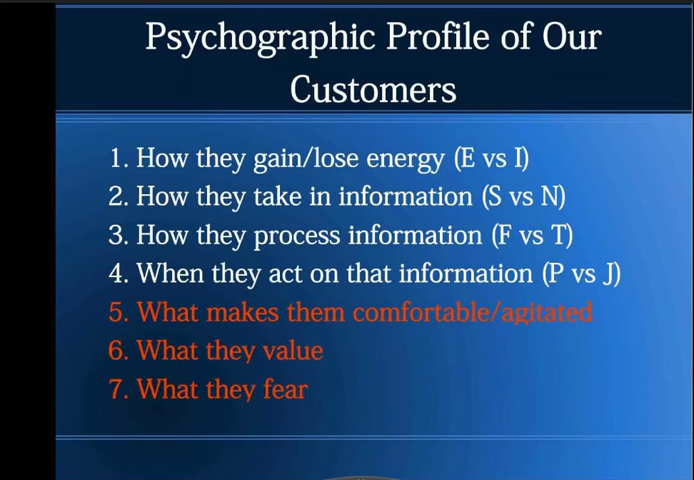 Psychographic Profile of Our
Customers
1. How they gain/lose energy (E vs I)
2. How they take in information (S vs N)
3. How they process information (F vs T)
4. When they act on that information (P vs J)
5. What makes them comfortable/agitated
6. What they value
7. What they fear